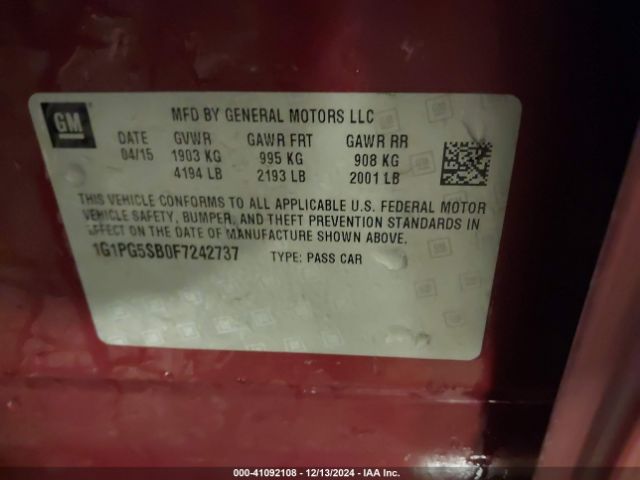 GM
MFD BY GENERAL MOTORS LLC
DATE GVWR GAWR FRT GAWR RR
04/15 1903 KG 995 KG 908 KG
4194 LB 2193 LB 2001 LB
THIS VEHICLE CONFORMS TO ALL APPLICABLE U.S. FEDERAL MOTOR
VEHICLE SAFETY, BUMPER, AND THEFT PREVENTION STANDARDS IN
EFFECT ON THE DATE OF MANUFACTURE SHOWN ABOVE.
1G1PG5SB0F7242737 TYPE: PASS CAR
000-41092108 - 12/13/2024 - IAA Inc.